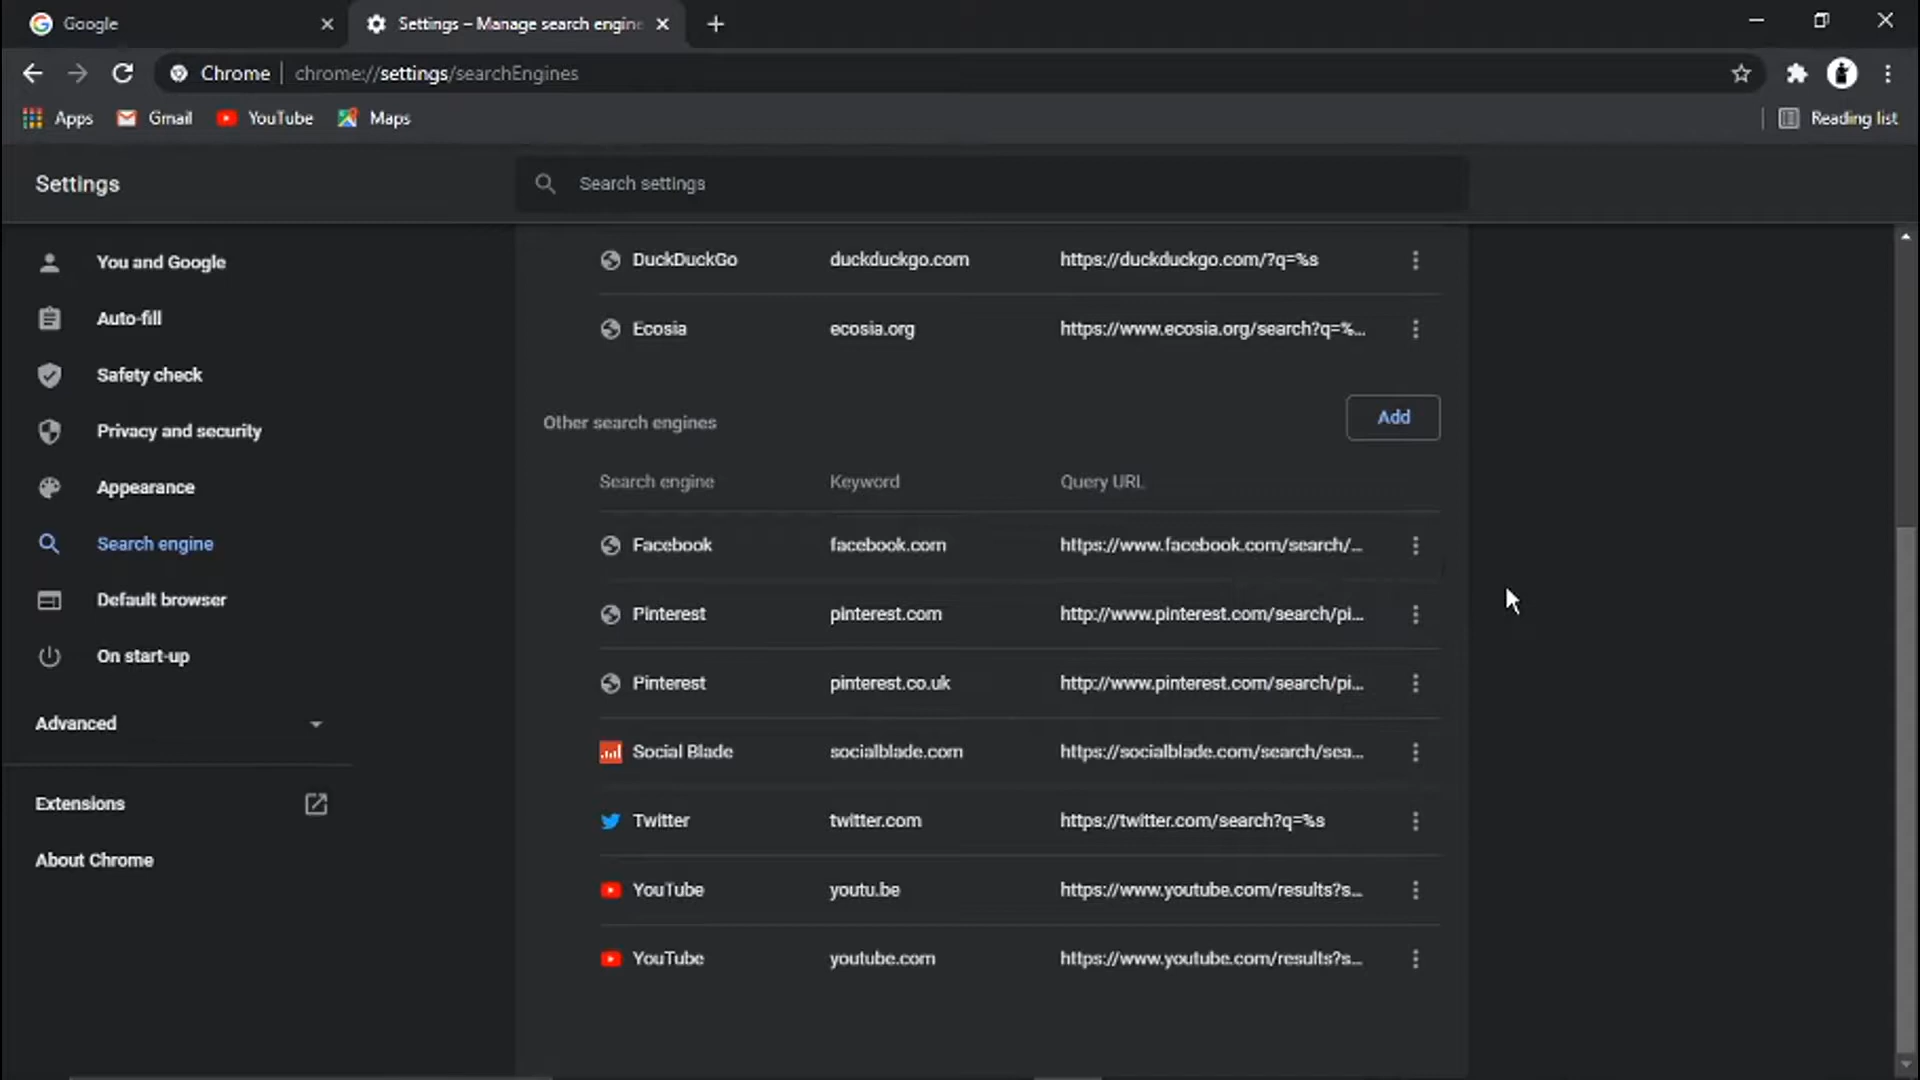 Google
Settings – Manage search engine
Chrome
chrome://settings/searchEngines
Apps
Gmail
YouTube
Maps
Reading list
Settings
Search settings
You and Google
Auto-fill
Safety check
Privacy and security
Appearance
Search engine
Default browser
On start-up
Advanced
Extensions
About Chrome
DuckDuckGo duckduckgo.com https://duckduckgo.com/?q=%s
Ecosia ecosia.org https://www.ecosia.org/search?q=%...
Other search engines
Add
Search engine Keyword Query URL
Facebook facebook.com https://www.facebook.com/search/...
Pinterest pinterest.com http://www.pinterest.com/search/pi...
Pinterest pinterest.co.uk http://www.pinterest.com/search/pi...
Social Blade socialblade.com https://socialblade.com/search/sea...
Twitter twitter.com https://twitter.com/search?q=%s
YouTube youtu.be https://www.youtube.com/results?s...
YouTube youtube.com https://www.youtube.com/results?s...